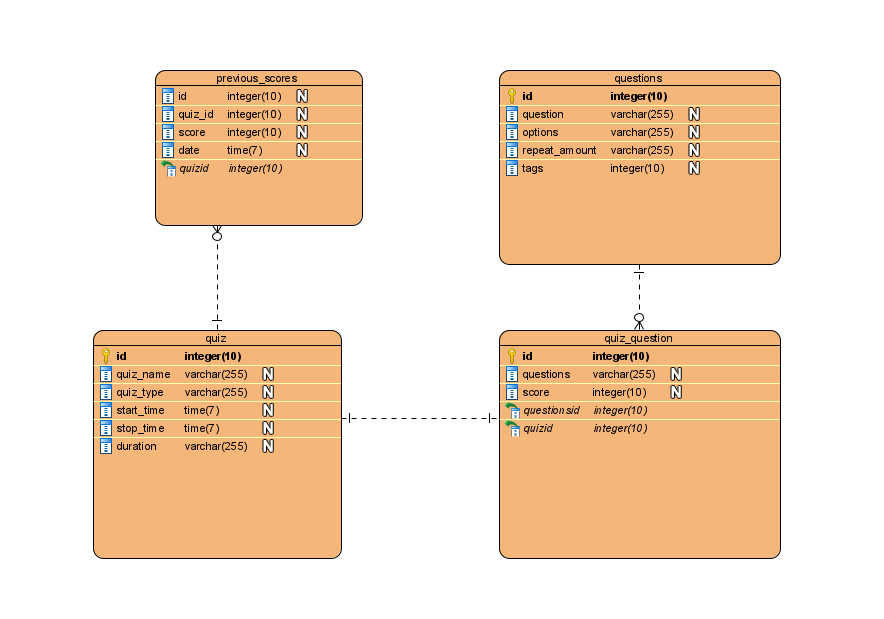 previous_scores
id integer(10) N
quiz_id integer(10) N
score integer(10) N
date time(7) N
quizid integer(10)
questions
id integer(10)
question varchar(255) N
options varchar(255) N
repeat_amount varchar(255) N
tags integer(10) N
quiz
id integer(10)
quiz_name varchar(255) N
quiz_type varchar(255) N
start_time time(7) N
stop_time time(7) N
duration varchar(255) N
quiz_question
id integer(10)
questions varchar(255) N
score integer(10) N
questionsid integer(10)
quizid integer(10)